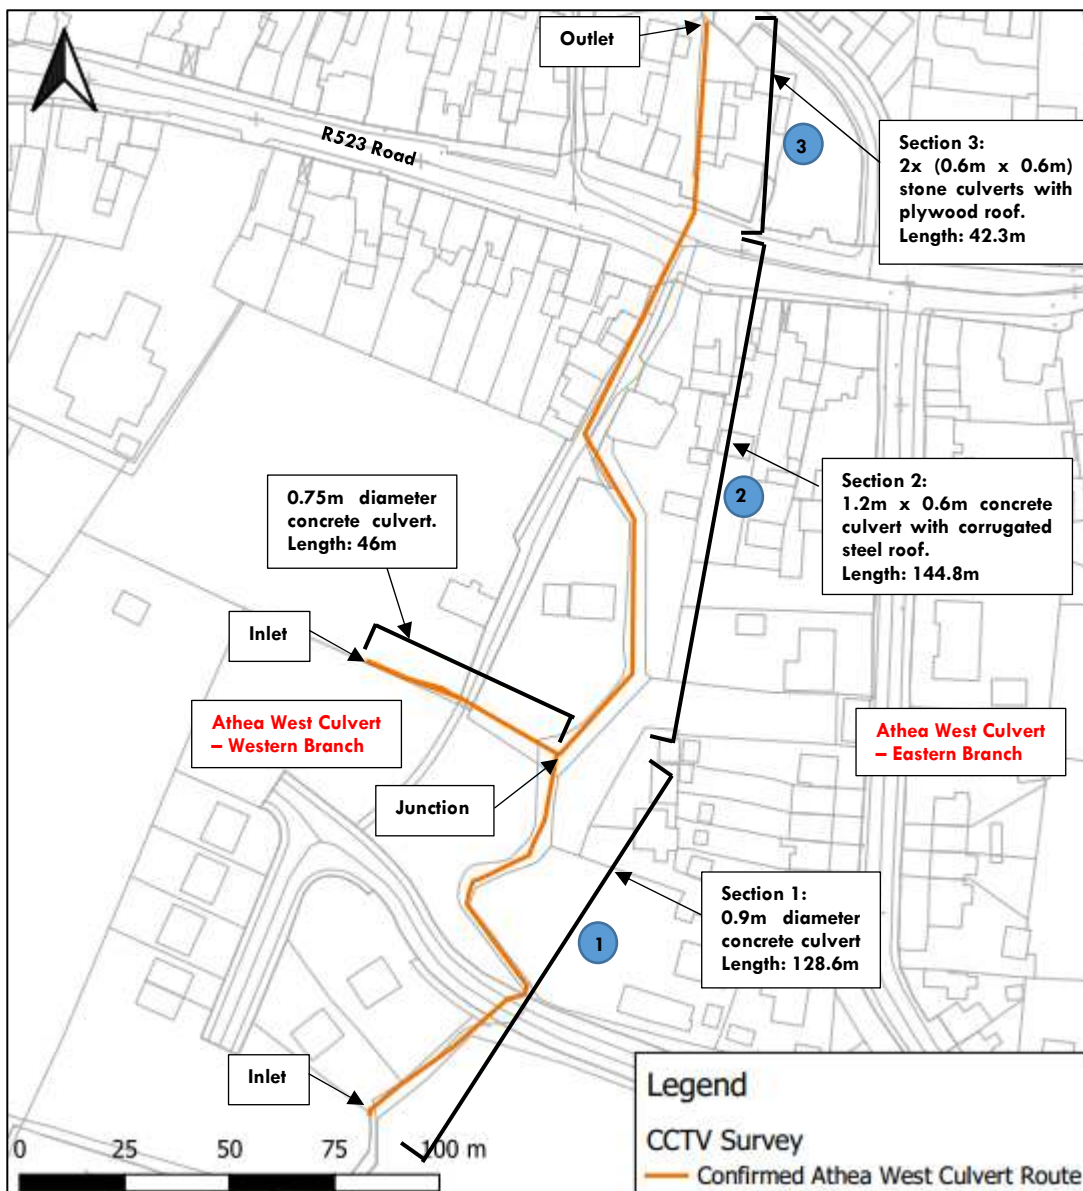 Outlet
R523 Road
3
Section 3:
2x (0.6m x 0.6m)
stone culverts with
plywood roof.
Length: 42.3m
0.75m diameter
concrete culvert.
Length: 46m
2
Section 2:
1.2m x 0.6m concrete
culvert with corrugated
steel roof.
Length: 144.8m
Inlet
Athea West Culvert
– Western Branch
Athea West Culvert
– Eastern Branch
Junction
Section 1:
0.9m diameter
concrete culvert
Length: 128.6m
1
Inlet
0 25 50 75 100 m
Legend
CCTV Survey
Confirmed Athea West Culvert Route